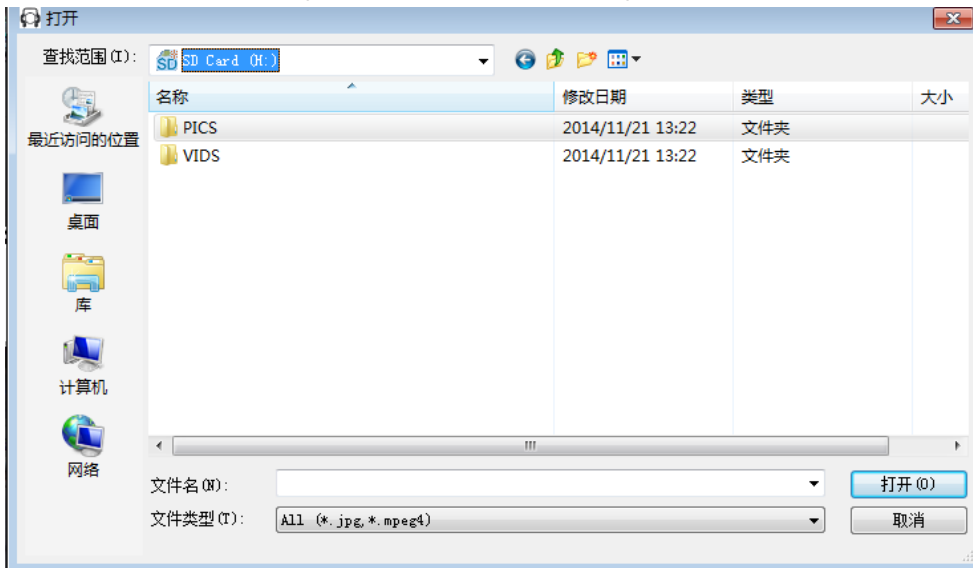 打开
查找范围(I):
SD Card (H:)
名称
修改日期
类型
大小
PICS
2014/11/21 13:22
文件夹
VIDS
2014/11/21 13:22
文件夹
最近访问的位置
桌面
库
计算机
网络
文件名(N):
打开(O)
文件类型(T):
All (*.jpg,*.mpeg4)
取消